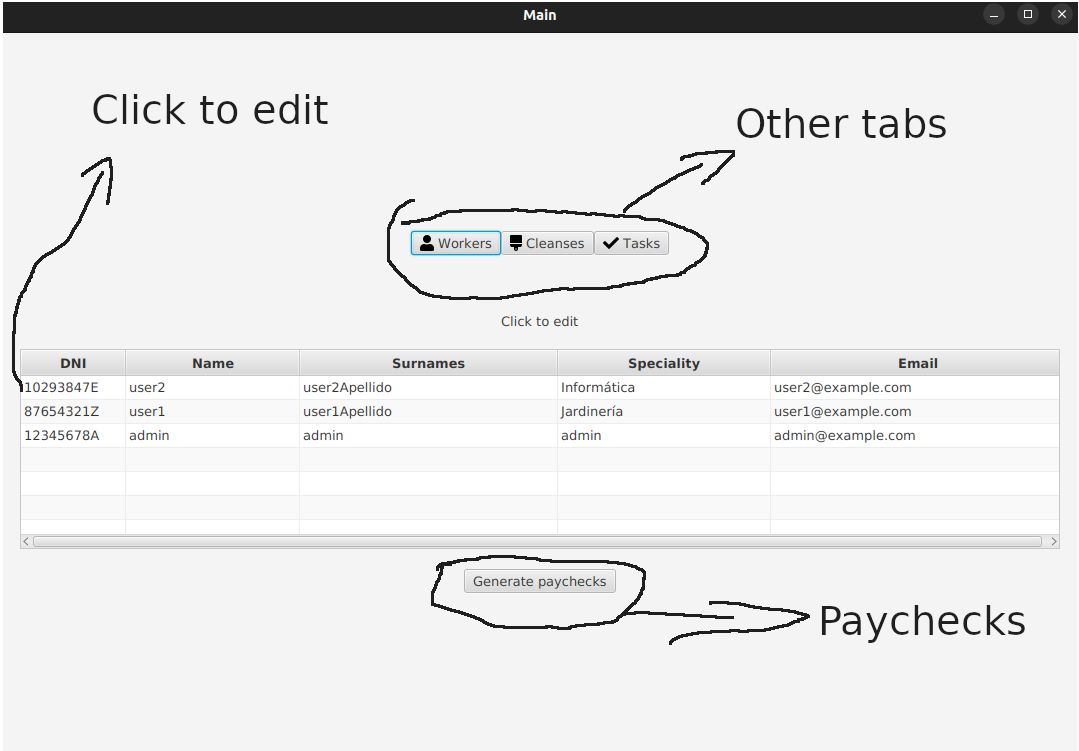 Main
Click to edit
Other tabs
Workers Cleanses Tasks
Click to edit
DNI Name Surnames Speciality Email
10293847E user2 user2Apellido Informática user2@example.com
87654321Z user1 user1Apellido Jardinería user1@example.com
12345678A admin admin admin admin@example.com
Generate paychecks
Paychecks